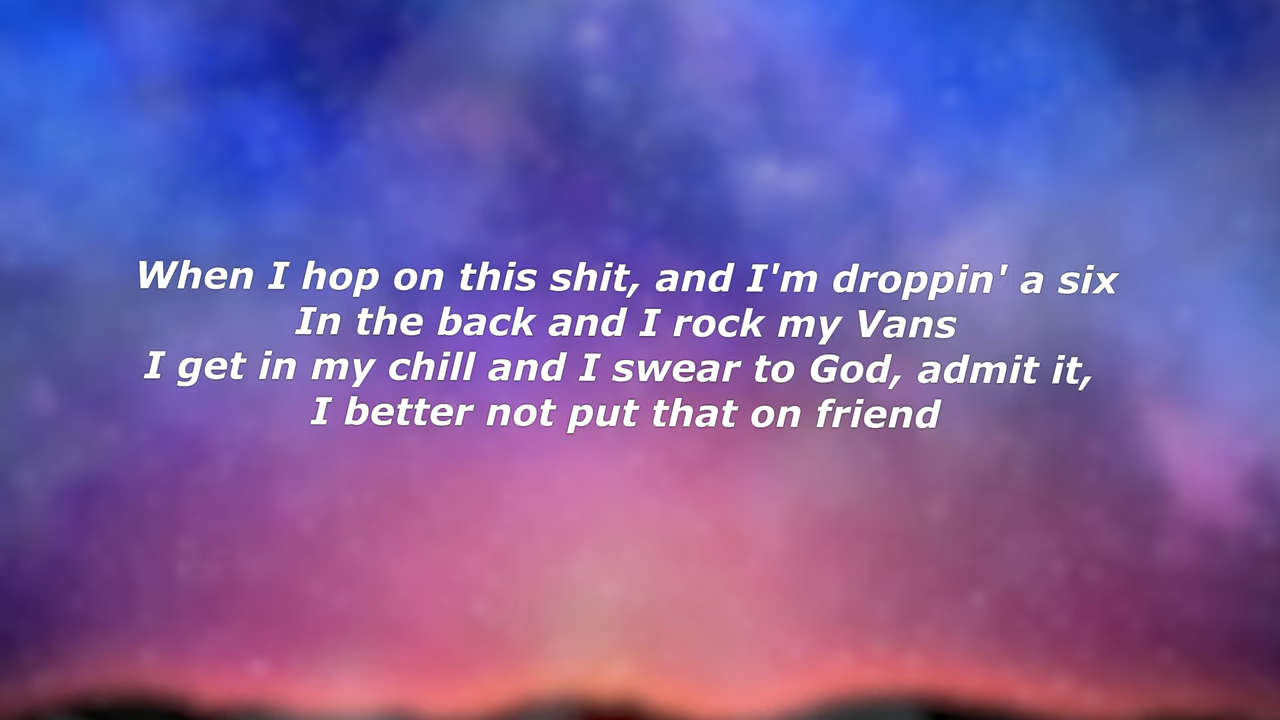 When I hop on this shit, and I'm droppin' a six
In the back and I rock my Vans
I get in my chill and I swear to God, admit it,
I better not put that on friend